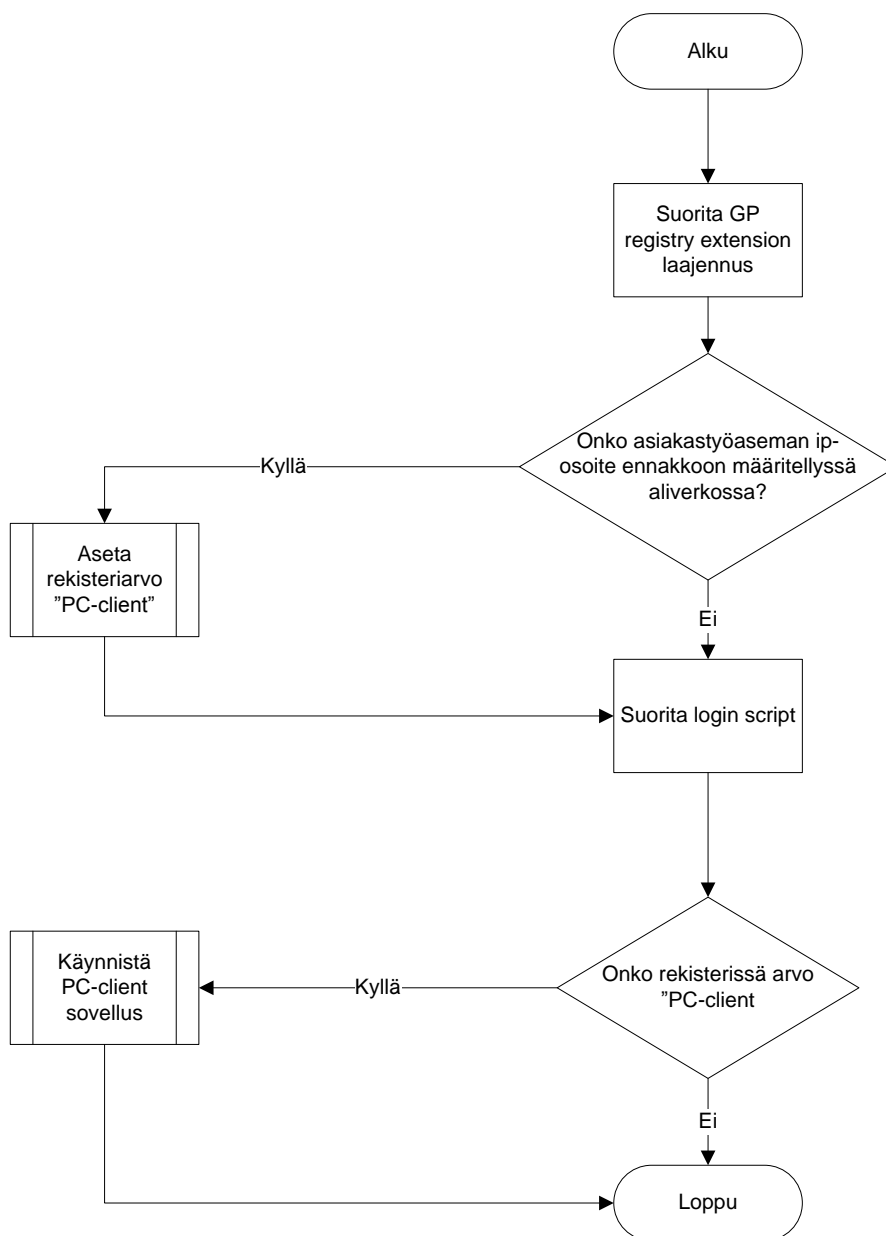 Alku
Suorita GP
registry extension
laajennus
Onko asiakastyöaseman ip-
osoite ennakkoon määritellyssä
aliverkossa?
Kyllä
Aseta
rekisteriarvo
”PC-client”
Ei
Suorita login script
Onko rekisterissä arvo
”PC-client
Kyllä
Käynnistä
PC-client
sovellus
Ei
Loppu